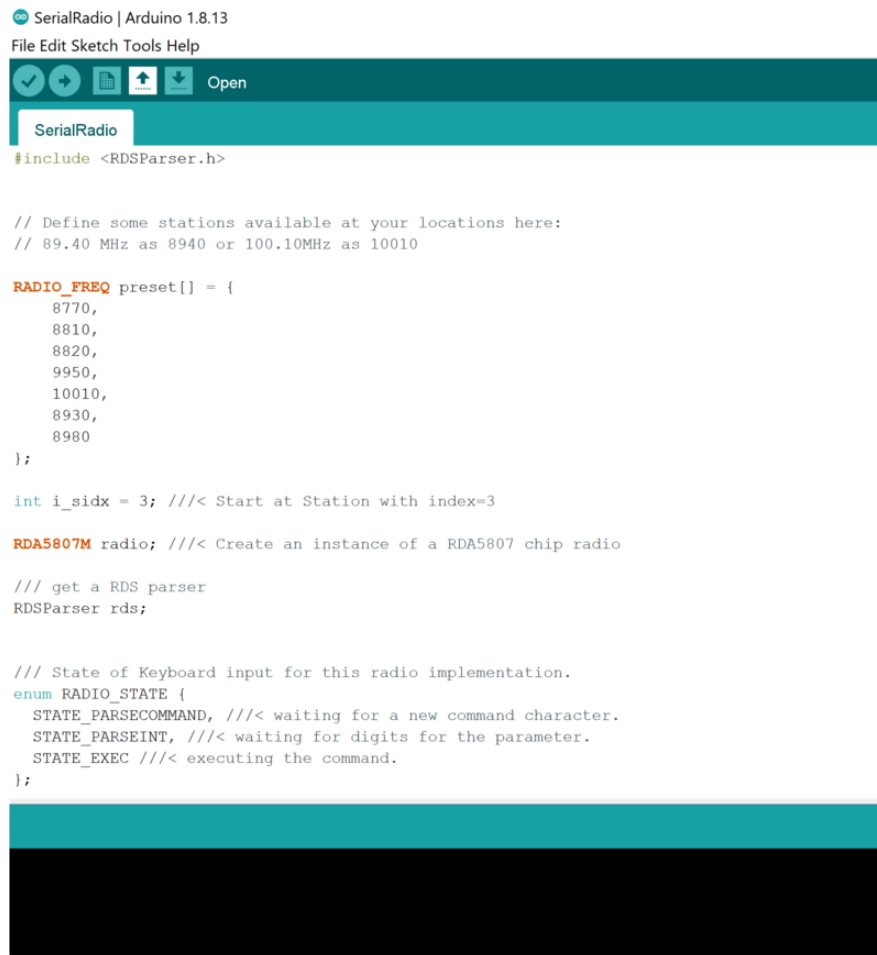 SerialRadio | Arduino 1.8.13
File Edit Sketch Tools Help
Open
SerialRadio
#include <RDSParser.h>
// Define some stations available at your locations here:
// 89.40 MHz as 8940 or 100.10MHz as 10010
RADIO_FREQ preset[] = {
    8770,
    8810,
    8820,
    9950,
    10010,
    8930,
    8980
};
int i_sidx = 3; ///< Start at Station with index=3
RDA5807M radio; ///< Create an instance of a RDA5807 chip radio
/// get a RDS parser
RDSParser rds;
/// State of Keyboard input for this radio implementation.
enum RADIO_STATE {
  STATE_PARSECOMMAND, ///< waiting for a new command character.
  STATE_PARSEINT, ///< waiting for digits for the parameter.
  STATE_EXEC ///< executing the command.
};